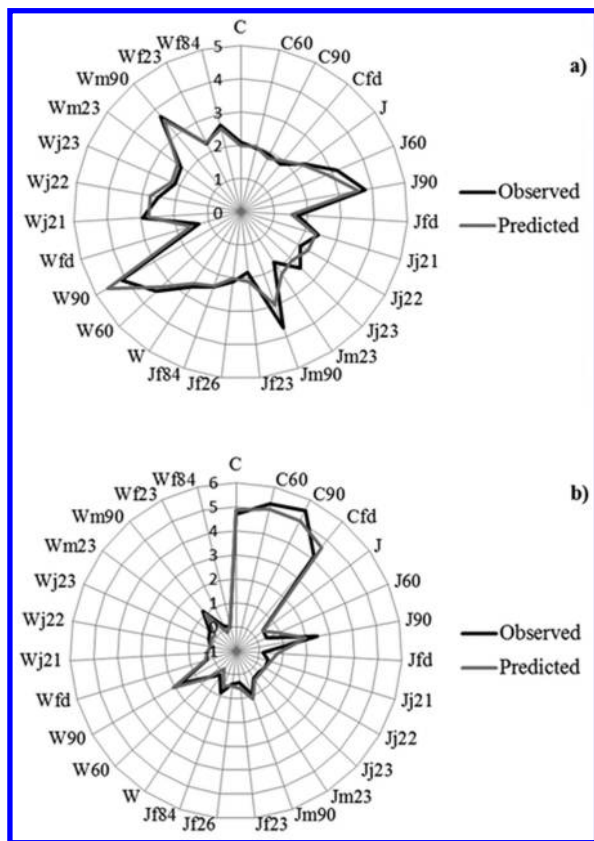 C
C60
C90
Cfd
J
J60
J90
Jfd
Jj21
Jj22
Jj23
Jm23
Jm90
Jf23
Jf26
Jf84
W
W60
W90
Wfd
Wj21
Wj22
Wj23
Wm23
Wm90
Wf23
Wf84
5
4
3
2
1
0
a)
Observed
Predicted
C
C60
C90
Cfd
J
J60
J90
Jfd
Jj21
Jj22
Jj23
Jm23
Jm90
Jf23
Jf26
Jf84
W
W60
W90
Wfd
Wj21
Wj22
Wj23
Wm23
Wm90
Wf23
Wf84
6
5
4
3
2
1
0
1
b)
Observed
Predicted